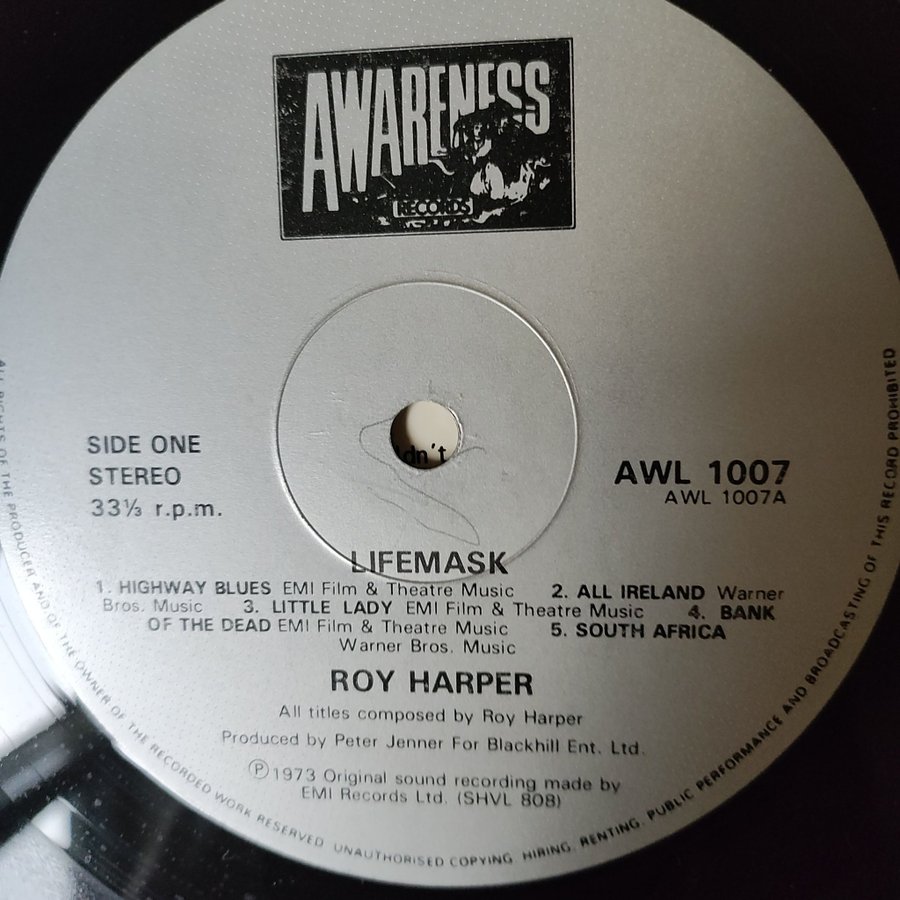 AWARENESS
RECORDS
SIDE ONE
STEREO
33⅓ r.p.m.
dn't
AWL 1007
AWL 1007A
LIFEMASK
1. HIGHWAY BLUES EMI Film & Theatre Music 2. ALL IRELAND Warner
Bros. Music 3. LITTLE LADY EMI Film & Theatre Music 4. BANK
OF THE DEAD EMI Film & Theatre Music 5. SOUTH AFRICA
Warner Bros. Music
ROY HARPER
All titles composed by Roy Harper
Produced by Peter Jenner For Blackhill Ent. Ltd.
Ⓟ 1973 Original sound recording made by
EMI Records Ltd. (SHVL 808)
ALL RIGHTS OF THE PRODUCER AND OF THE OWNER OF THE RECORDED WORK RESERVED UNAUTHORISED COPYING, HIRING, RENTING, PUBLIC PERFORMANCE AND BROADCASTING OF THIS RECORD PROHIBITED